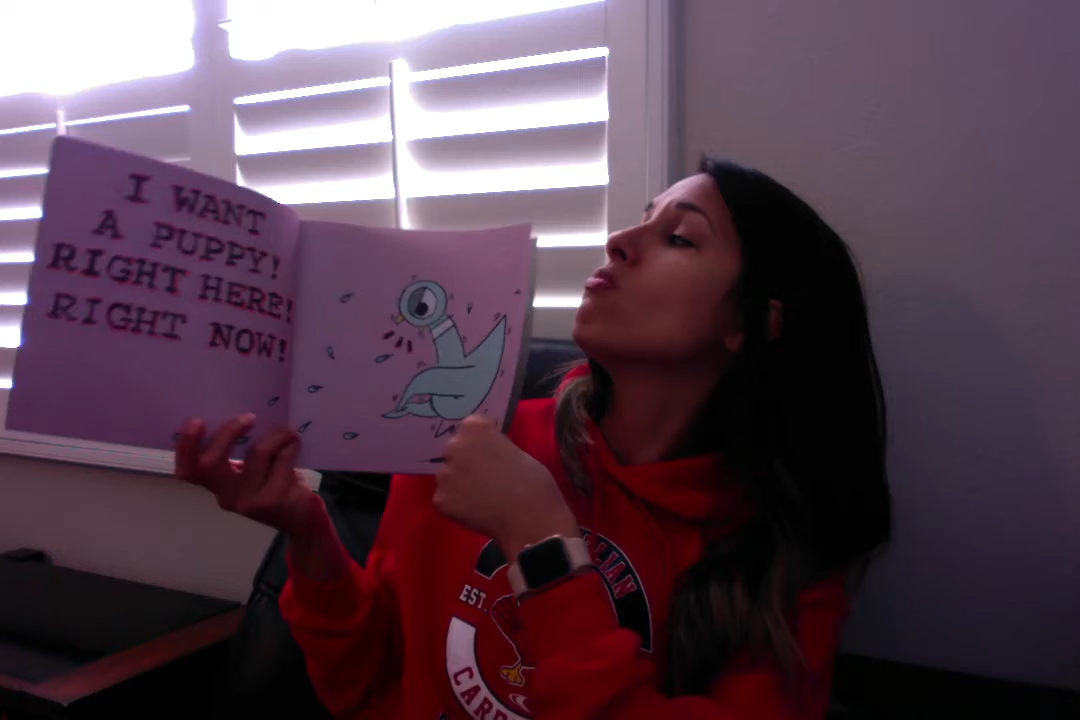 I WANT
A PUPPY!
RIGHT HERE!
RIGHT NOW!
EST.